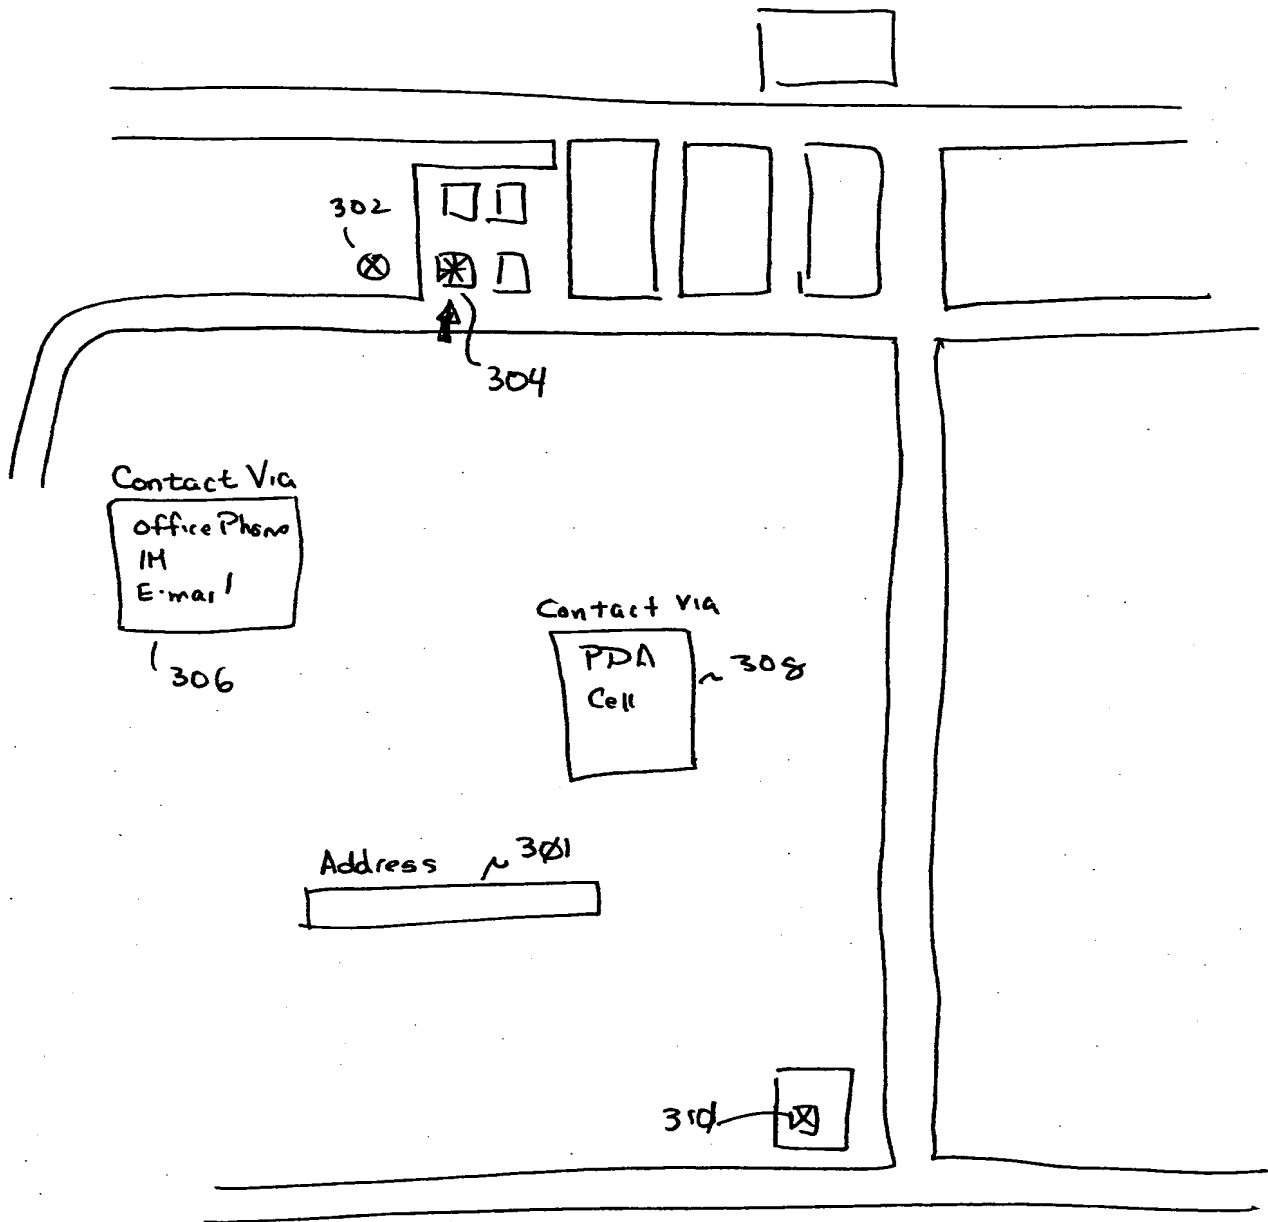 302
304
Contact Via
Office Phone
IM
E-mail
306
Contact via
PDA
Cell
308
Address
301
310